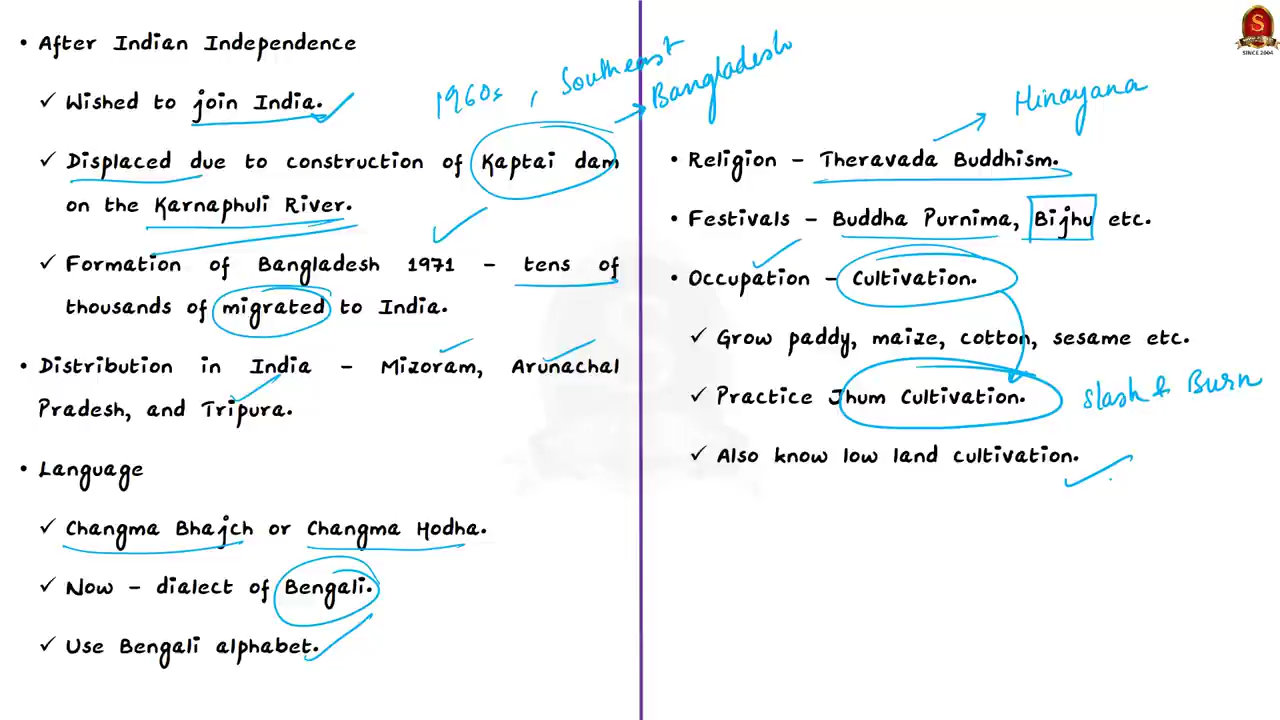 • After Indian Independence
✓ Wished to join India.
1960s , Southeast
Bangladesh
✓ Displaced due to construction of Kaptai dam
on the Karnaphuli River.
✓ Formation of Bangladesh 1971 – tens of
thousands of migrated to India.
• Distribution in India – Mizoram, Arunachal
Pradesh, and Tripura.
• Language
✓ Changma Bhajch or Changma Hodha.
✓ Now – dialect of Bengali.
✓ Use Bengali alphabet.
S
SINCE 2004
Hinayana
• Religion – Theravada Buddhism.
• Festivals – Buddha Purnima, Bijhu etc.
• Occupation – Cultivation.
✓ Grow paddy, maize, cotton, sesame etc.
✓ Practice Jhum Cultivation.
Slash & Burn
✓ Also know low land cultivation.